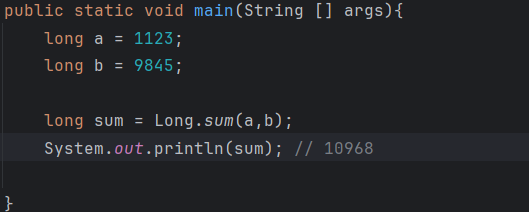 public static void main(String [] args){
    long a = 1123;
    long b = 9845;
    long sum = Long.sum(a,b);
    System.out.println(sum); // 10968
}